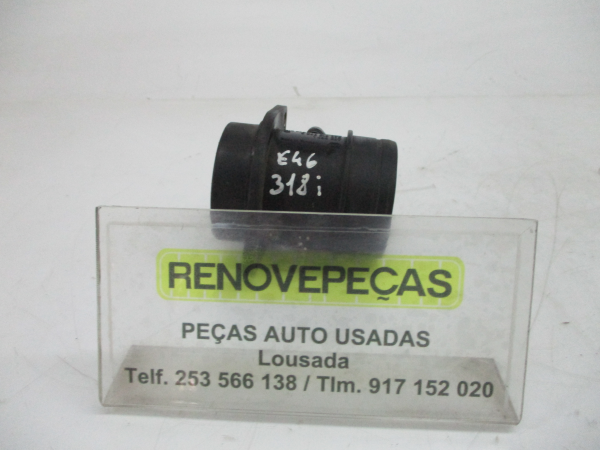 E46
318i
RENOVEPEÇAS
PEÇAS AUTO USADAS
Lousada
Telf. 253 566 138 / Tlm. 917 152 020